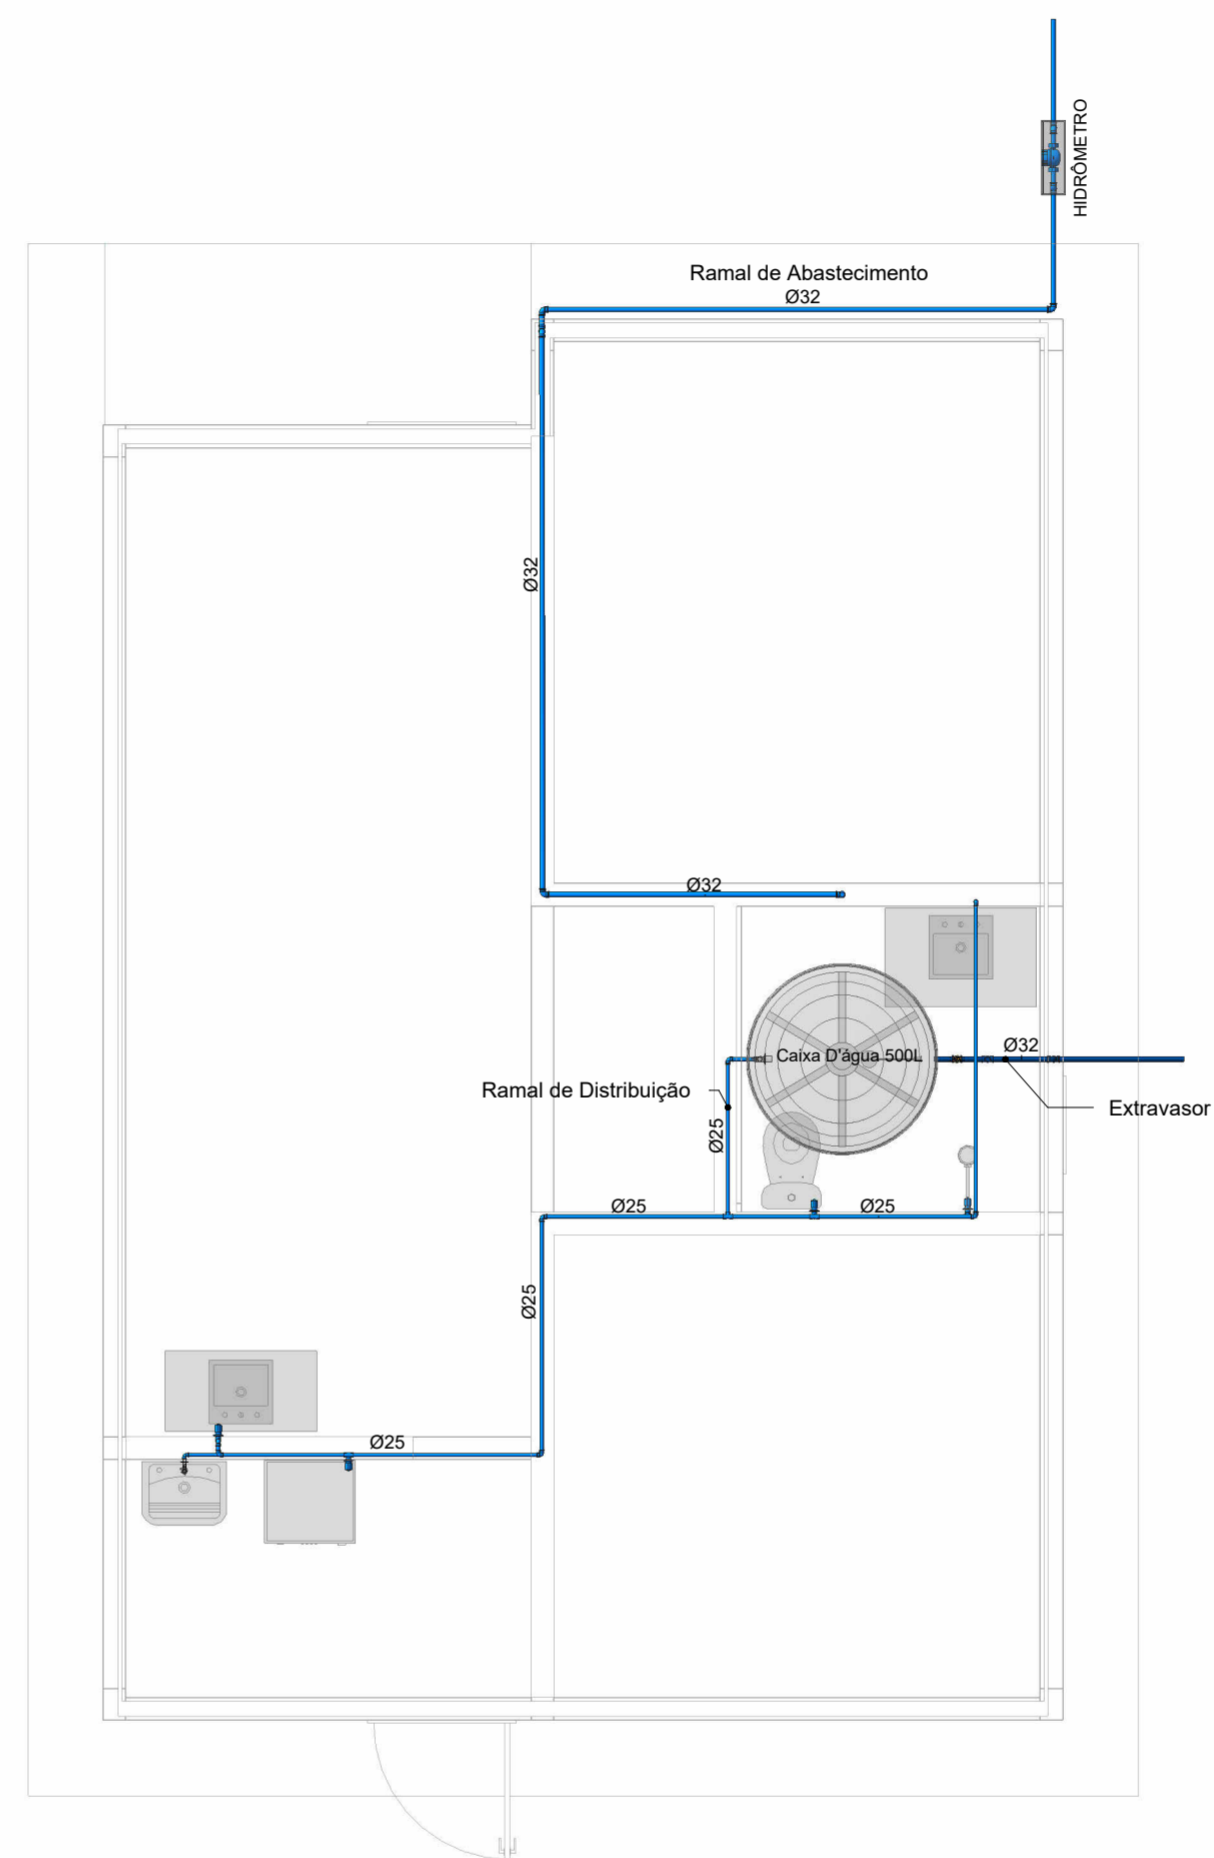 HIDRÔMETRO
Ramal de Abastecimento
Ø32
Ø32
Ø32
Caixa D'água 500L
Ø32
Ramal de Distribuição
Extravasor
Ø25
Ø25
Ø25
Ø25
Ø25